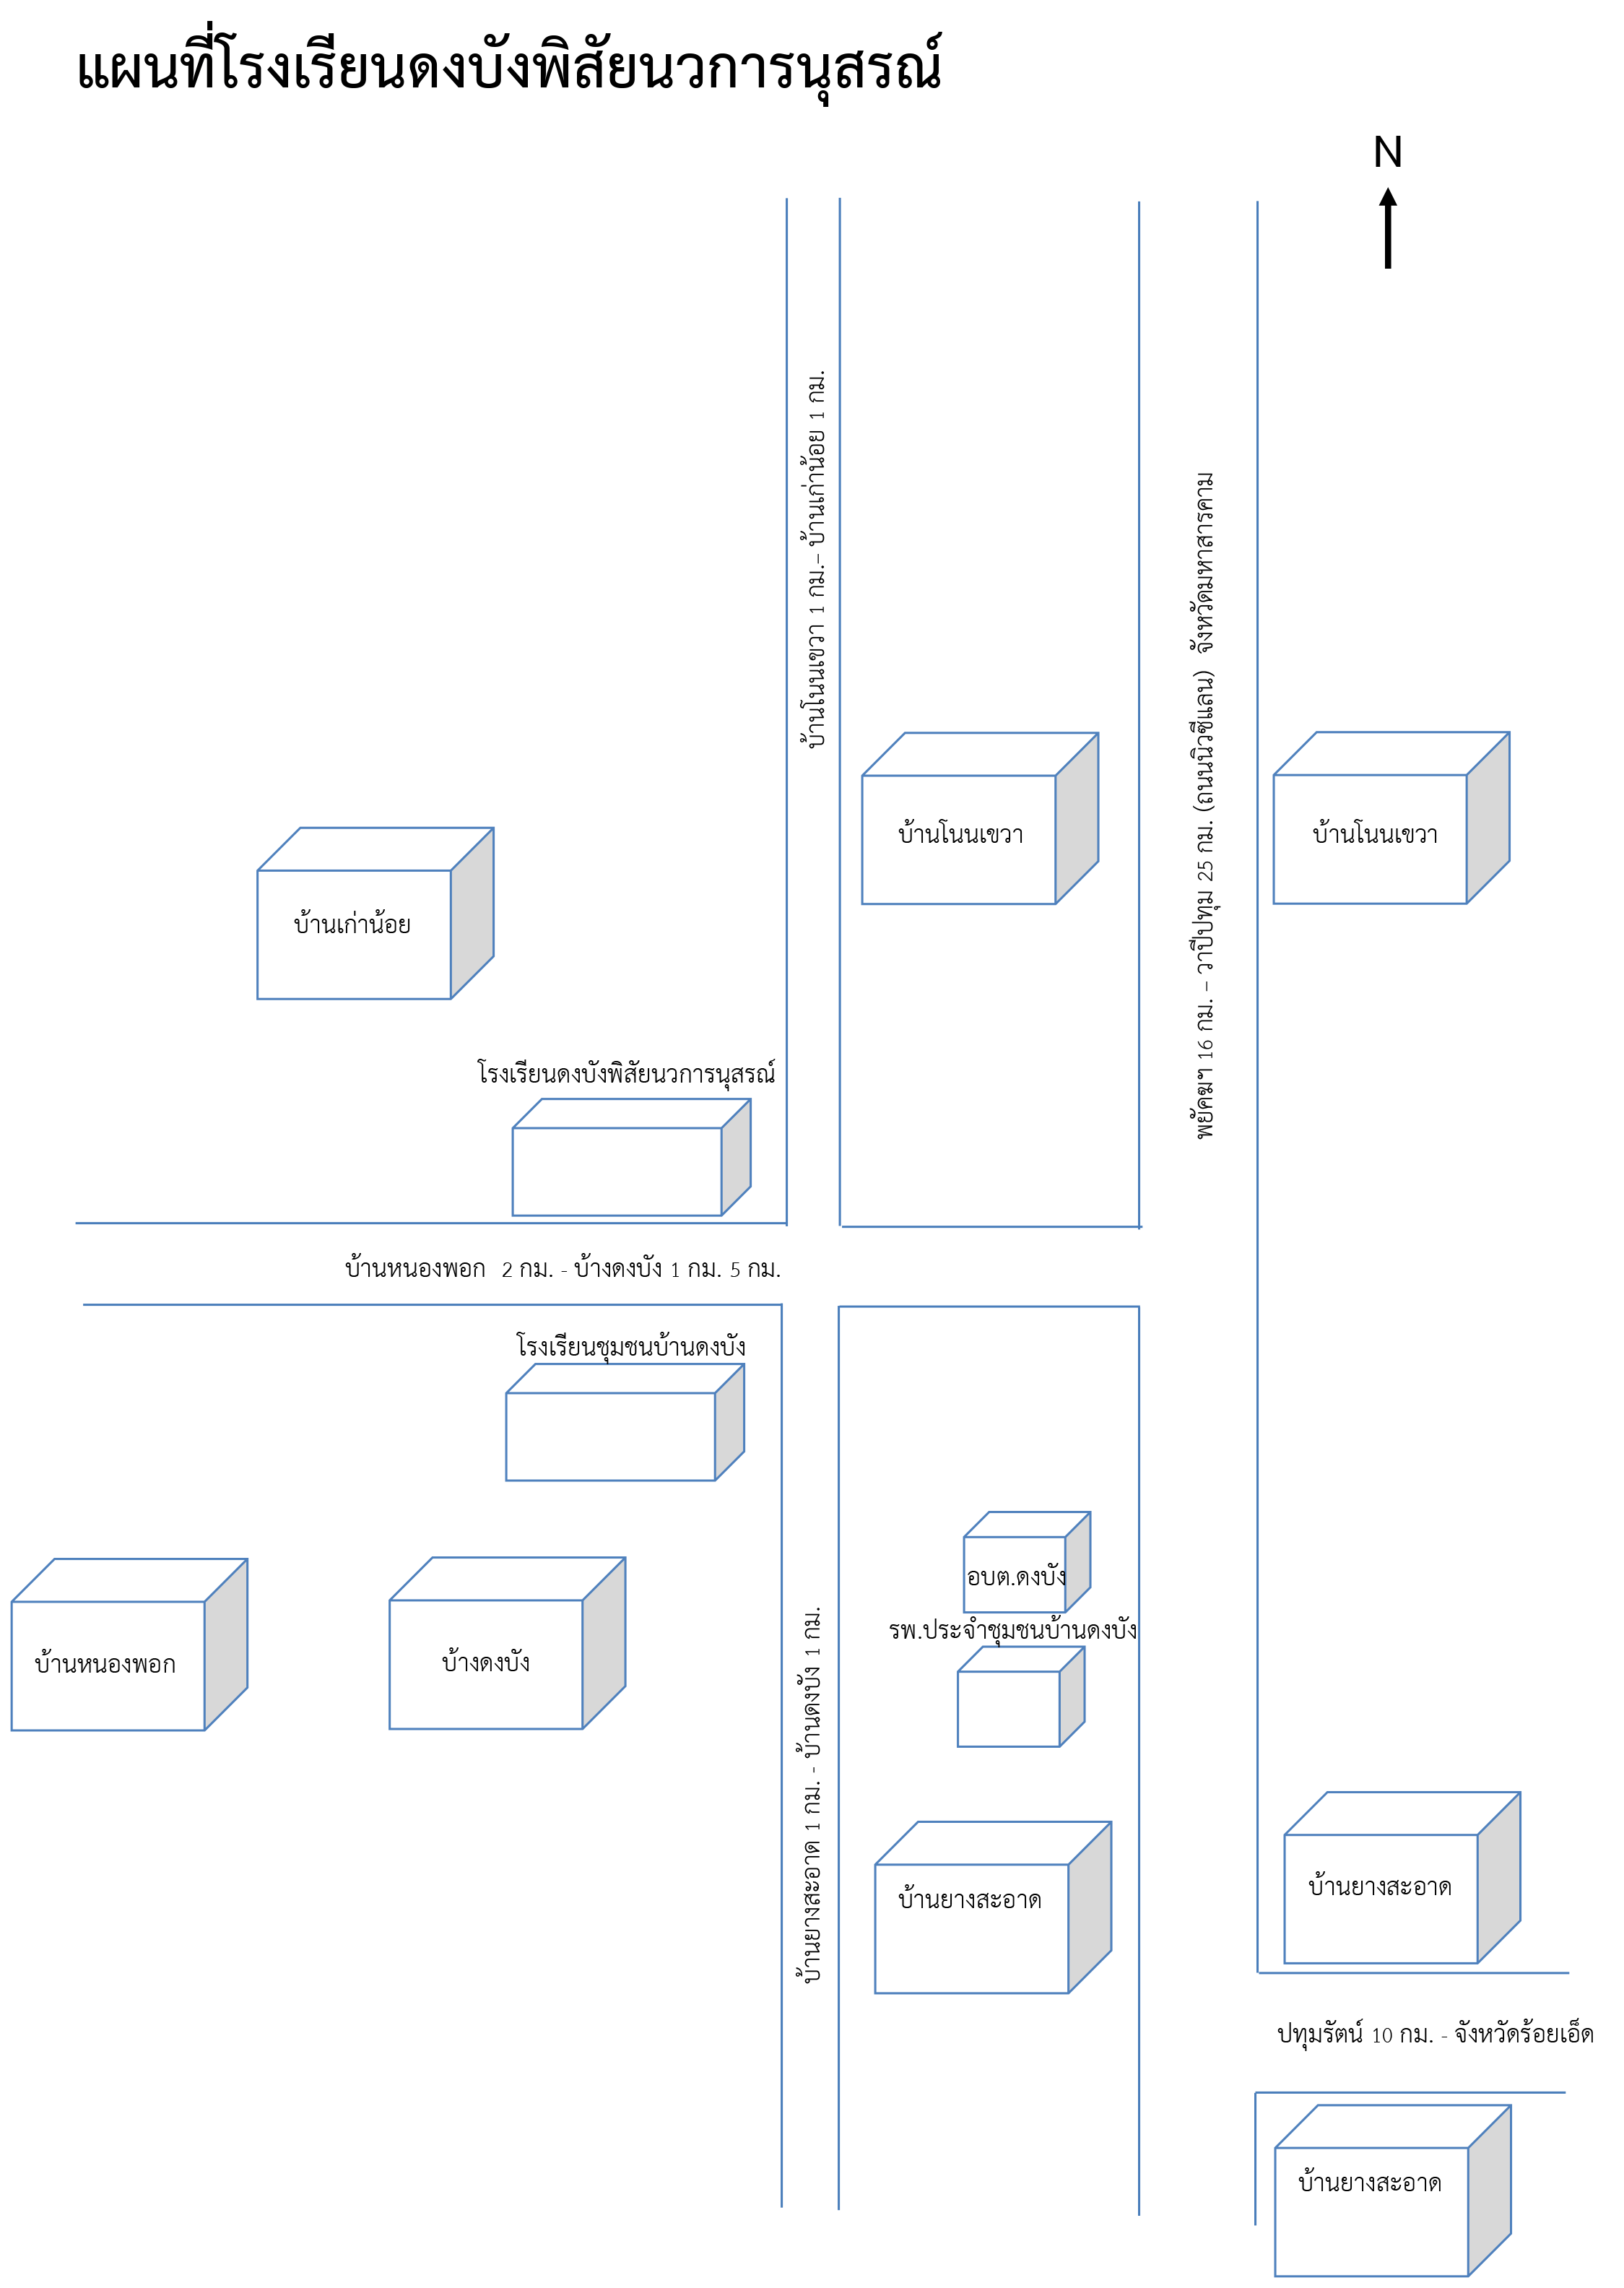 แผนที่โรงเรียนดงบังพิสัยนวการนุสรณ์
N
บ้านโนนเขวา 1 กม.– บ้านเก่าน้อย 1 กม.
พยัคฆฯ 16 กม. – วาปีปทุม 25 กม. (ถนนนิวซีแลน) จังหวัดมหาสารคาม
บ้านโนนเขวา
บ้านโนนเขวา
บ้านเก่าน้อย
โรงเรียนดงบังพิสัยนวการนุสรณ์
บ้านหนองพอก 2 กม. - บ้างดงบัง 1 กม. 5 กม.
โรงเรียนชุมชนบ้านดงบัง
อบต.ดงบัง
รพ.ประจำชุมชนบ้านดงบัง
บ้านหนองพอก
บ้างดงบัง
บ้านยางสะอาด 1 กม. - บ้านดงบัง 1 กม.
บ้านยางสะอาด
บ้านยางสะอาด
ปทุมรัตน์ 10 กม. - จังหวัดร้อยเอ็ด
บ้านยางสะอาด